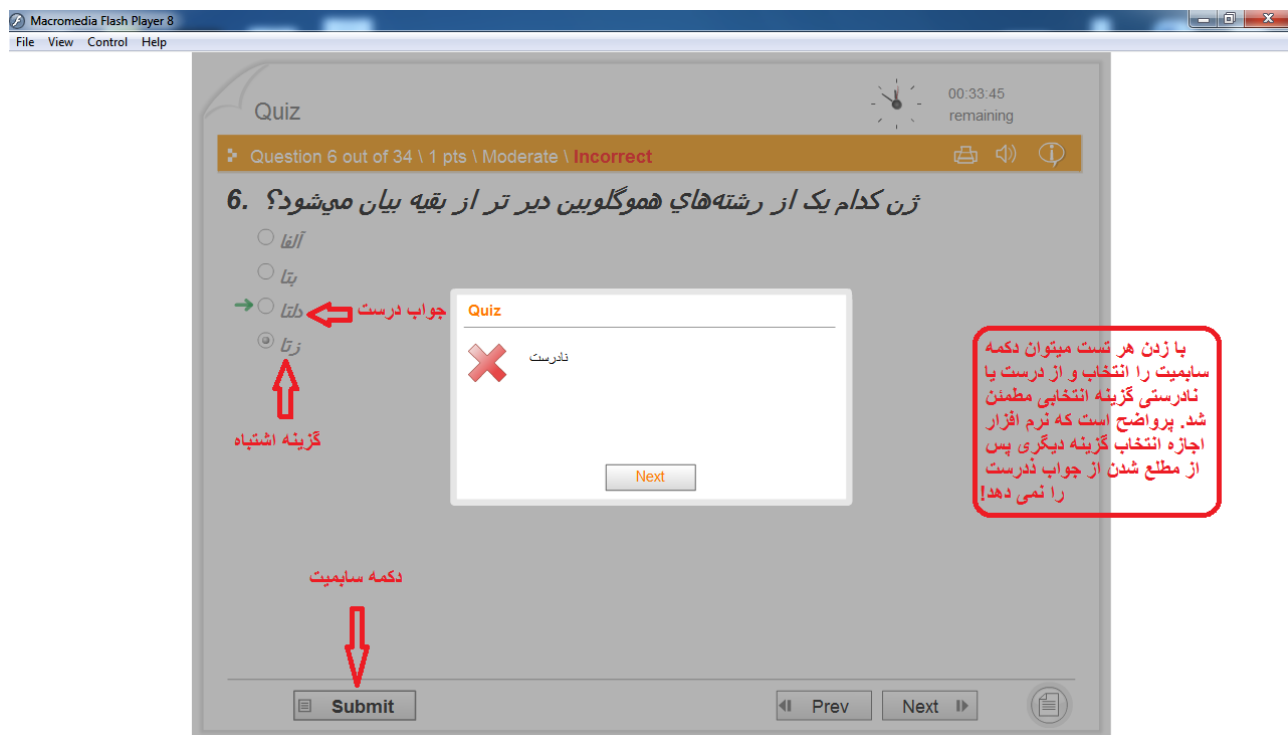 Macromedia Flash Player 8
File View Control Help
Quiz
00:33:45
remaining
Question 6 out of 34 \ 1 pts \ Moderate \ Incorrect
6. ژن کدام یک از رشته‌هاي هموگلوبین دیر تر از بقیه بیان مي‌شود؟
آلفا
بتا
دلتا
جواب درست
زتا
گزینه اشتباه
Quiz
نادرست
Next
با زدن هر تست میتوان دکمه
سابمیت را انتخاب و از درست یا
نادرستی گزینه انتخابی مطمئن
شد. پرواضح است که نرم افزار
اجازه انتخاب گزینه دیگری پس
از مطلع شدن از جواب ذدرست
را نمی دهد!
دکمه سابمیت
Submit
Prev
Next